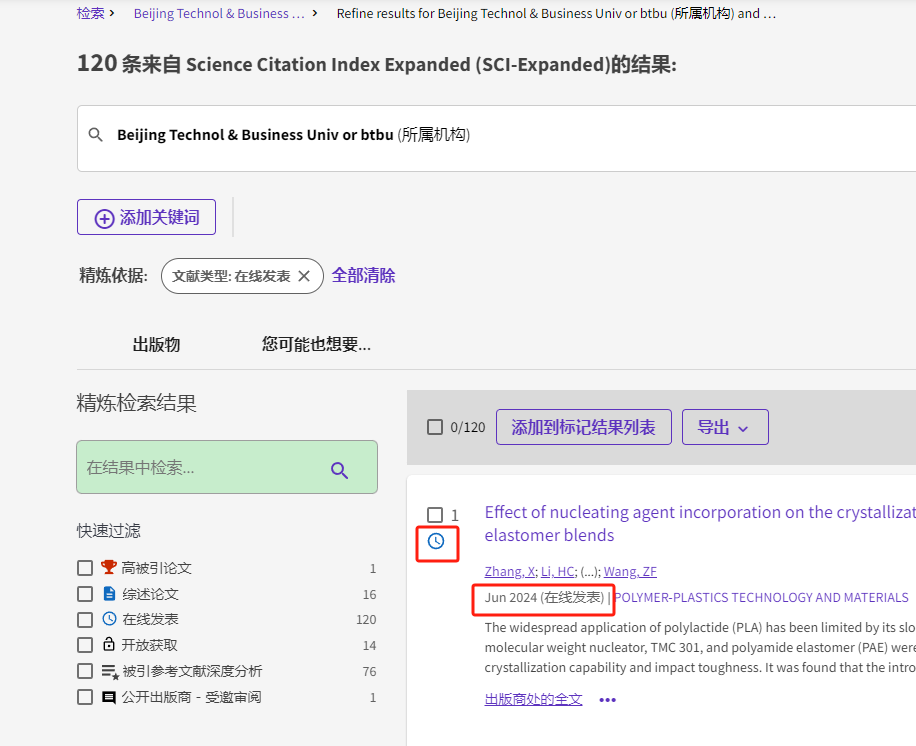 检索 > Beijing Technol & Business … > Refine results for Beijing Technol & Business Univ or btbu (所属机构) and …
120 条来自 Science Citation Index Expanded (SCI-Expanded)的结果:
Beijing Technol & Business Univ or btbu (所属机构)
添加关键词
精炼依据: 文献类型: 在线发表 × 全部清除
出版物 您可能也想要...
精炼检索结果
在结果中检索...
快速过滤
高被引论文 1
综述论文 16
在线发表 120
开放获取 14
被引参考文献深度分析 76
公开出版商 - 受邀审阅 1
0/120 添加到标记结果列表 导出
1 Effect of nucleating agent incorporation on the crystallizat
elastomer blends
Zhang, X; Li, HC; (...); Wang, ZF
Jun 2024 (在线发表) | POLYMER-PLASTICS TECHNOLOGY AND MATERIALS
The widespread application of polylactide (PLA) has been limited by its slo
molecular weight nucleator, TMC 301, and polyamide elastomer (PAE) were
crystallization capability and impact toughness. It was found that the intro
出版商处的全文 •••